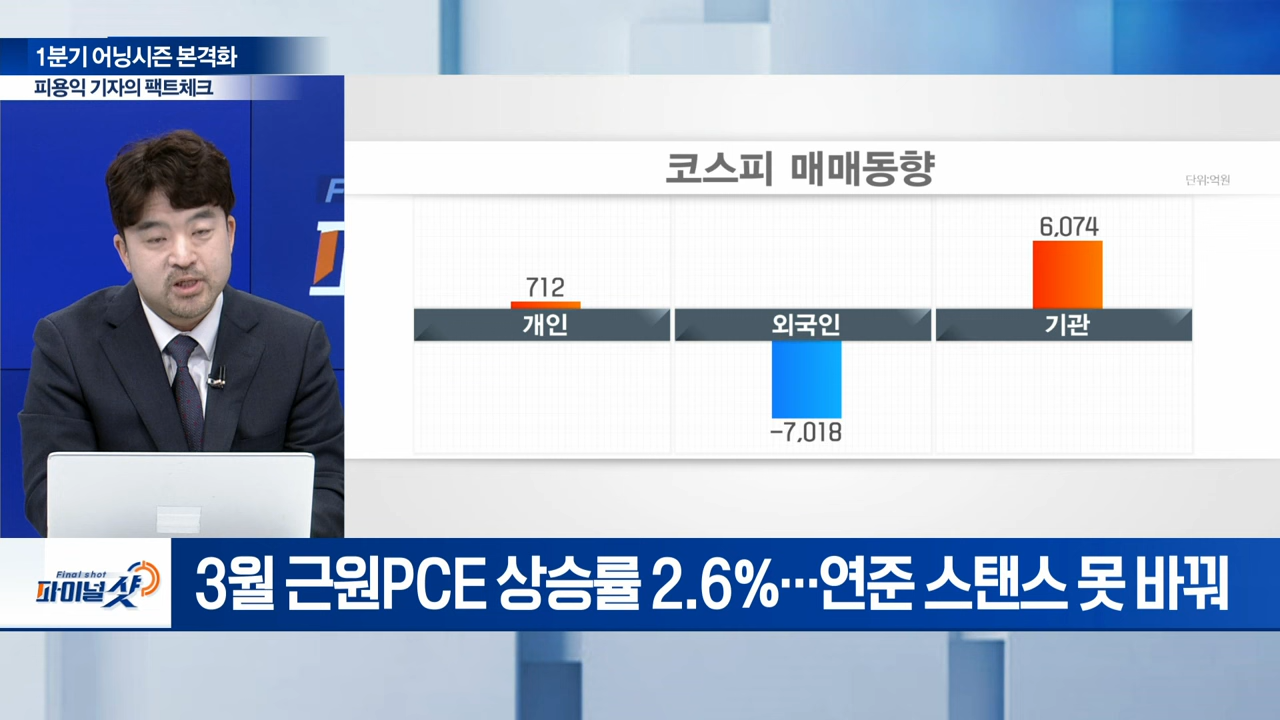 1분기 어닝시즌 본격화
피용익 기자의 팩트체크
코스피 매매동향
단위:억원
712
6,074
개인
외국인
기관
-7,018
Final shot
파이널샷
3월 근원PCE 상승률 2.6%…연준 스탠스 못 바꿔